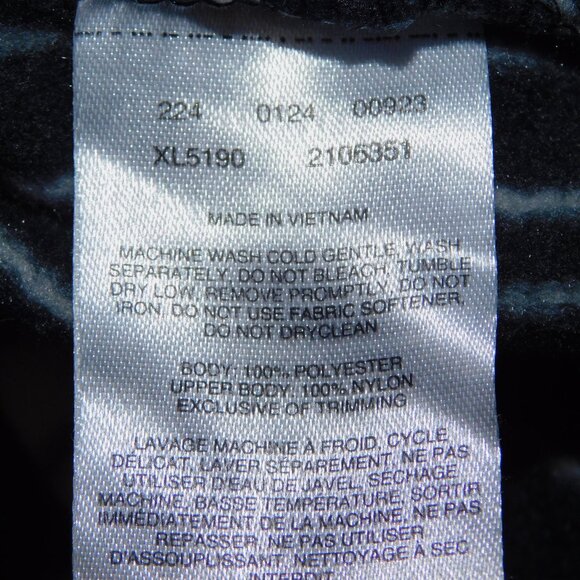 224 0124 00923
XL5190 2106351
MADE IN VIETNAM
MACHINE WASH COLD GENTLE, WASH
SEPARATELY, DO NOT BLEACH, TUMBLE
DRY LOW, REMOVE PROMPTLY, DO NOT
IRON, DO NOT USE FABRIC SOFTENER,
DO NOT DRYCLEAN
BODY: 100% POLYESTER
UPPER BODY: 100% NYLON
EXCLUSIVE OF TRIMMING
LAVAGE MACHINE À FROID, CYCLE
DÉLICAT, LAVER SÉPARÉMENT, NE PAS
UTILISER D'EAU DE JAVEL, SÉCHAGE
MACHINE, BASSE TEMPÉRATURE, SORTIR
IMMÉDIATEMENT DE LA MACHINE, NE PAS
REPASSER, NE PAS UTILISER
D'ASSOUPLISSANT, NETTOYAGE À SEC
INTERDIT